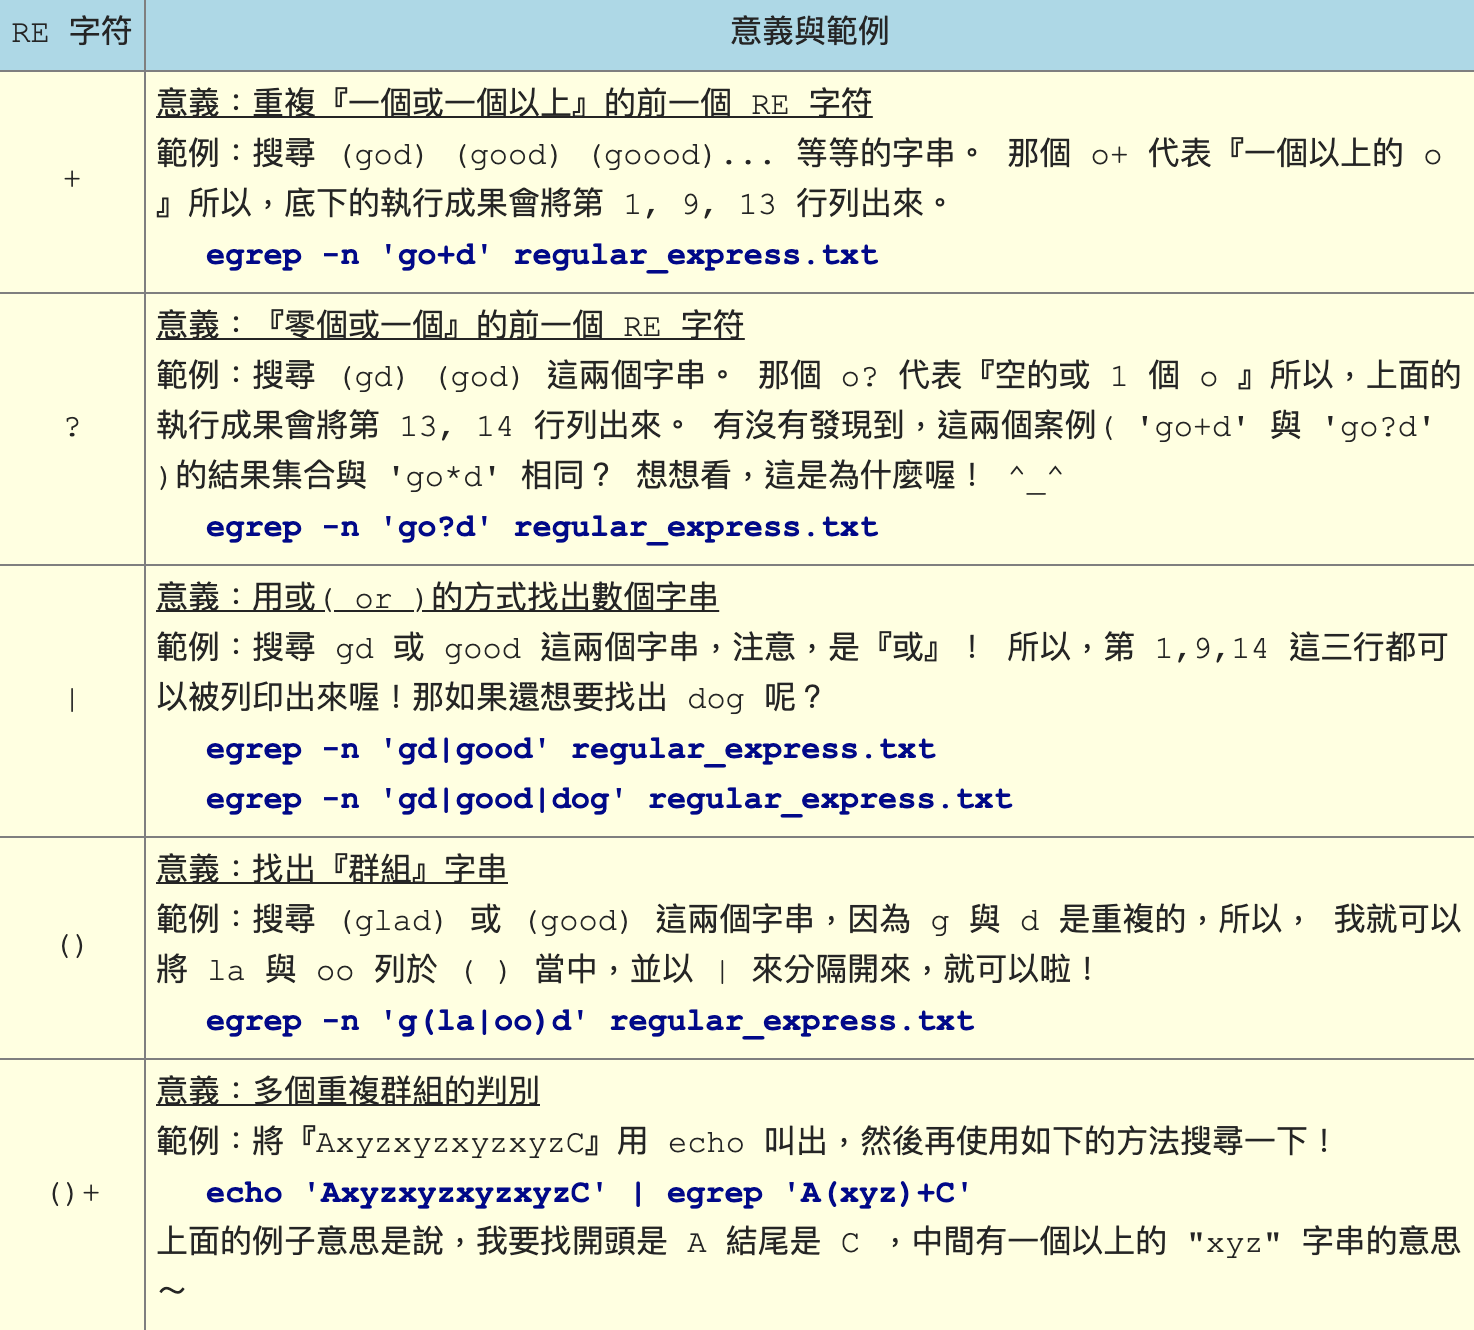 RE 字符
意義與範例
+
意義：重複『一個或一個以上』的前一個 RE 字符
範例：搜尋 (god) (good) (goood)... 等等的字串。 那個 o+ 代表『一個以上的 o
』所以，底下的執行成果會將第 1, 9, 13 行列出來。
egrep -n 'go+d' regular_express.txt
?
意義：『零個或一個』的前一個 RE 字符
範例：搜尋 (gd) (god) 這兩個字串。 那個 o? 代表『空的或 1 個 o 』所以，上面的
執行成果會將第 13, 14 行列出來。 有沒有發現到，這兩個案例( 'go+d' 與 'go?d'
)的結果集合與 'go*d' 相同？ 想想看，這是為什麼喔！ ^_^
egrep -n 'go?d' regular_express.txt
|
意義：用或( or )的方式找出數個字串
範例：搜尋 gd 或 good 這兩個字串，注意，是『或』！ 所以，第 1,9,14 這三行都可
以被列印出來喔！那如果還想要找出 dog 呢？
egrep -n 'gd|good' regular_express.txt
egrep -n 'gd|good|dog' regular_express.txt
()
意義：找出『群組』字串
範例：搜尋 (glad) 或 (good) 這兩個字串，因為 g 與 d 是重複的，所以， 我就可以
將 la 與 oo 列於 ( ) 當中，並以 | 來分隔開來，就可以啦！
egrep -n 'g(la|oo)d' regular_express.txt
()+
意義：多個重複群組的判別
範例：將『AxyzxyzxyzxyzC』用 echo 叫出，然後再使用如下的方法搜尋一下！
echo 'AxyzxyzxyzxyzC' | egrep 'A(xyz)+C'
上面的例子意思是說，我要找開頭是 A 結尾是 C ，中間有一個以上的 "xyz" 字串的意思
～